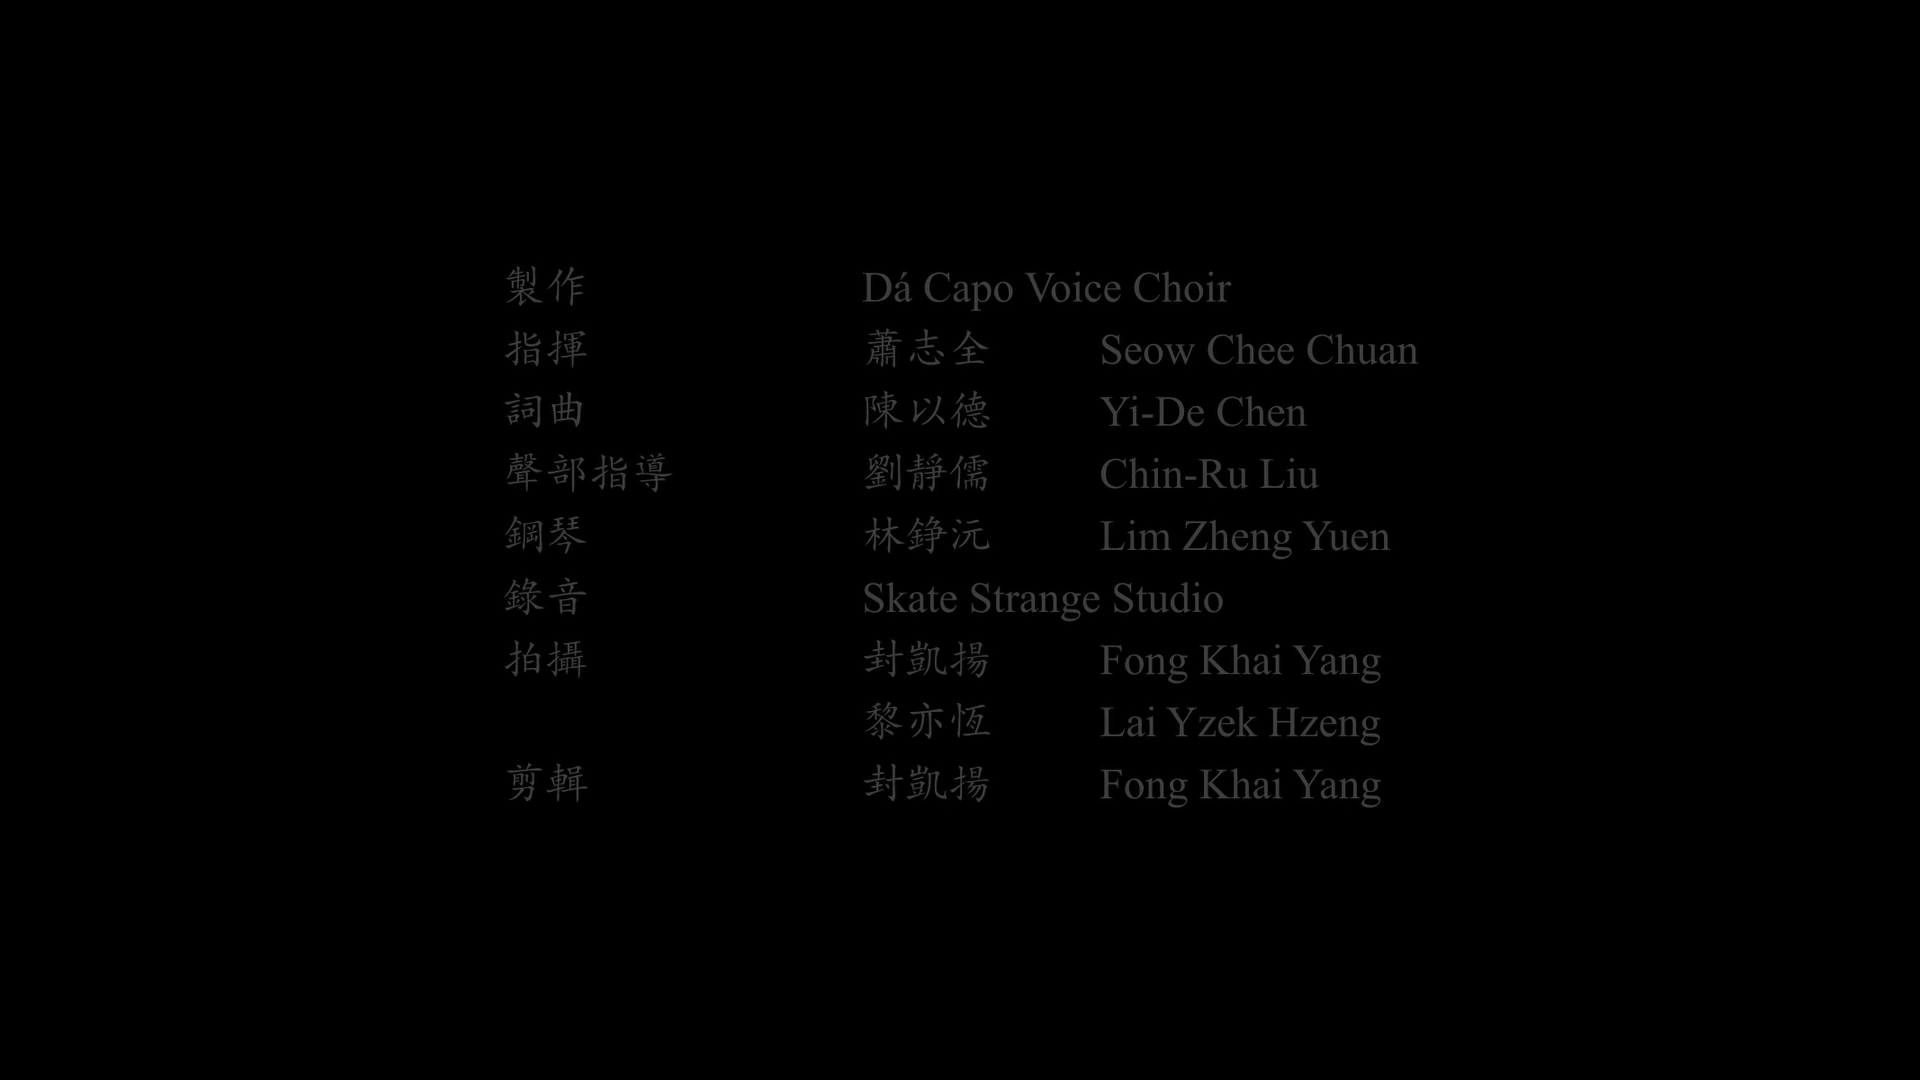 製作 Dá Capo Voice Choir
指揮 蕭志全 Seow Chee Chuan
詞曲 陳以德 Yi-De Chen
聲部指導 劉靜儒 Chin-Ru Liu
鋼琴 林錚沅 Lim Zheng Yuen
錄音 Skate Strange Studio
拍攝 封凱揚 Fong Khai Yang
黎亦恆 Lai Yzek Hzeng
剪輯 封凱揚 Fong Khai Yang